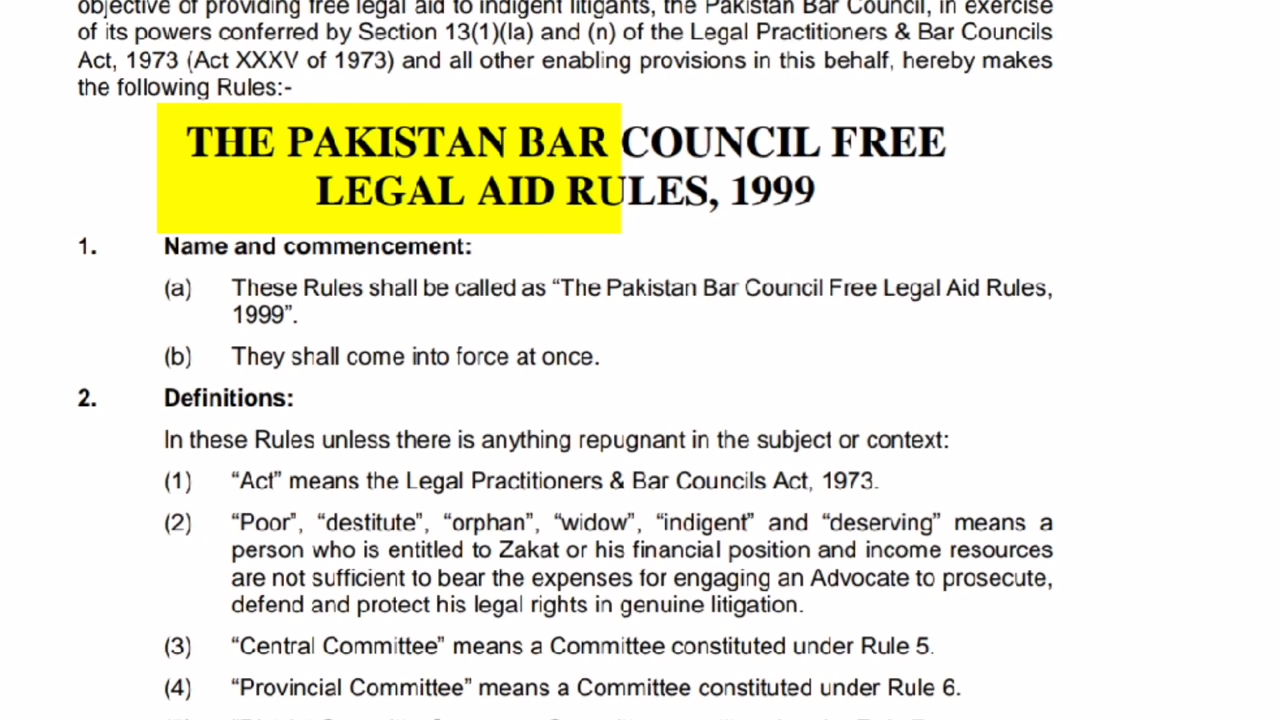 objective of providing free legal aid to indigent litigants, the Pakistan Bar Council, in exercise
of its powers conferred by Section 13(1)(la) and (n) of the Legal Practitioners & Bar Councils
Act, 1973 (Act XXXV of 1973) and all other enabling provisions in this behalf, hereby makes
the following Rules:-
THE PAKISTAN BAR COUNCIL FREE
LEGAL AID RULES, 1999
1. Name and commencement:
(a) These Rules shall be called as “The Pakistan Bar Council Free Legal Aid Rules,
1999”.
(b) They shall come into force at once.
2. Definitions:
In these Rules unless there is anything repugnant in the subject or context:
(1) “Act” means the Legal Practitioners & Bar Councils Act, 1973.
(2) “Poor”, “destitute”, “orphan”, “widow”, “indigent” and “deserving” means a
person who is entitled to Zakat or his financial position and income resources
are not sufficient to bear the expenses for engaging an Advocate to prosecute,
defend and protect his legal rights in genuine litigation.
(3) “Central Committee” means a Committee constituted under Rule 5.
(4) “Provincial Committee” means a Committee constituted under Rule 6.